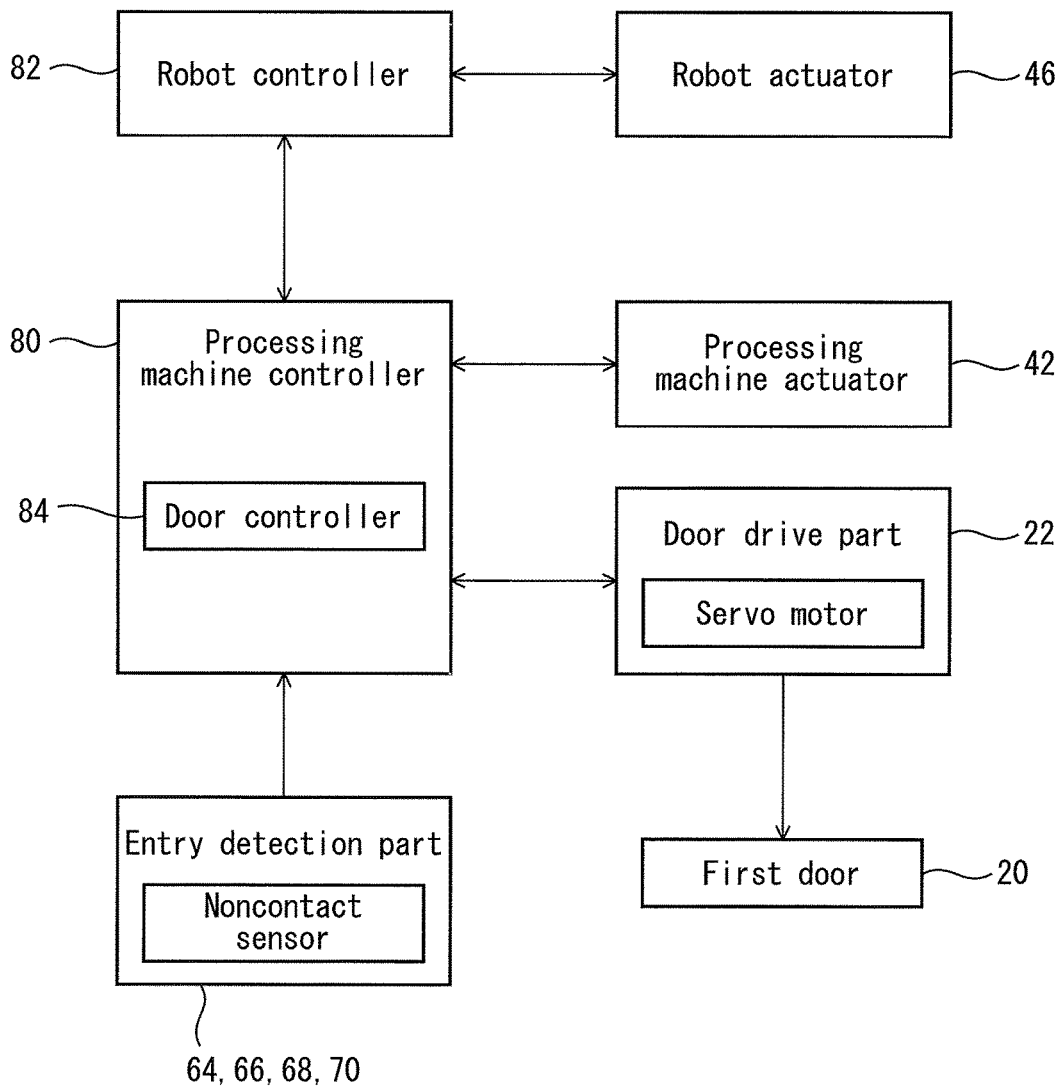 82
Robot controller
Robot actuator
46
80
Processing
machine controller
Processing
machine actuator
42
84
Door controller
Door drive part
22
Servo motor
Entry detection part
Noncontact
sensor
First door
20
64, 66, 68, 70